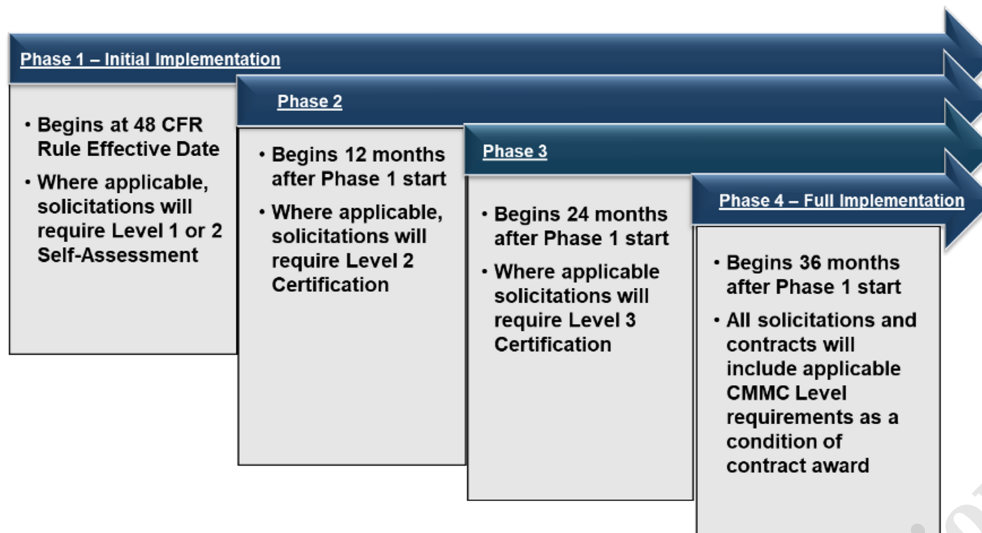 Phase 1 – Initial Implementation
• Begins at 48 CFR
Rule Effective Date
• Where applicable,
solicitations will
require Level 1 or 2
Self-Assessment
Phase 2
• Begins 12 months
after Phase 1 start
• Where applicable,
solicitations will
require Level 2
Certification
Phase 3
• Begins 24 months
after Phase 1 start
• Where applicable
solicitations will
require Level 3
Certification
Phase 4 – Full Implementation
• Begins 36 months
after Phase 1 start
• All solicitations and
contracts will
include applicable
CMMC Level
requirements as a
condition of
contract award